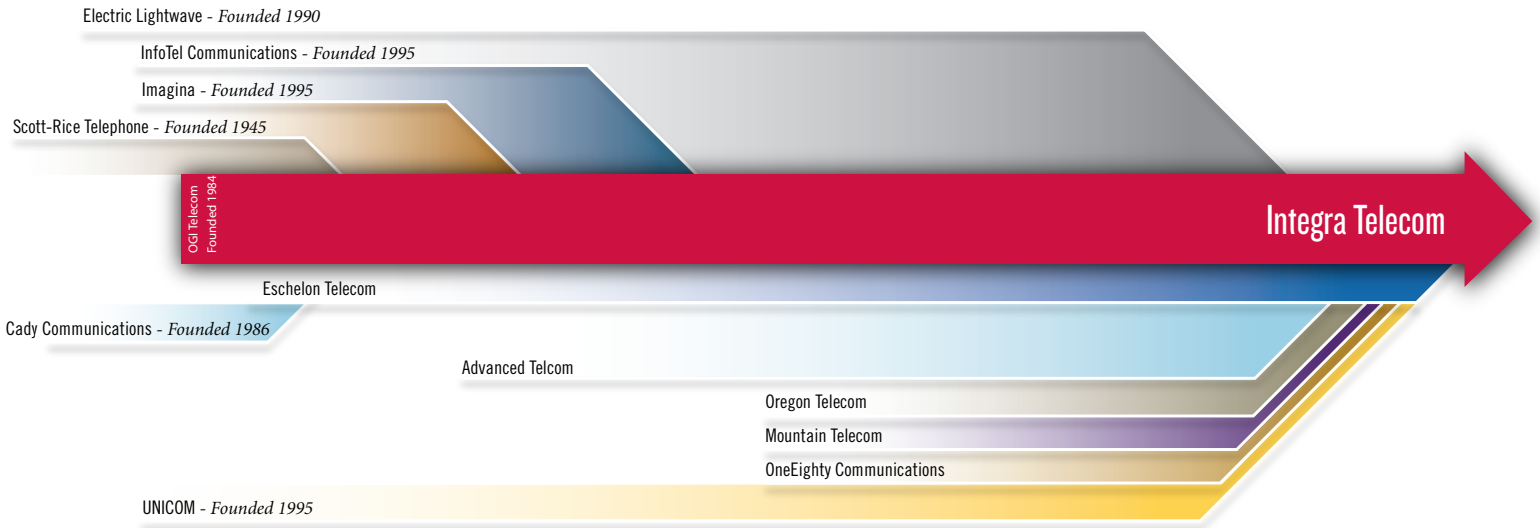 Electric Lightwave - Founded 1990
InfoTel Communications - Founded 1995
Imagina - Founded 1995
Scott-Rice Telephone - Founded 1945
OGI Telecom
Founded 1984
Integra Telecom
Eschelon Telecom
Cady Communications - Founded 1986
Advanced Telcom
Oregon Telecom
Mountain Telecom
OneEighty Communications
UNICOM - Founded 1995